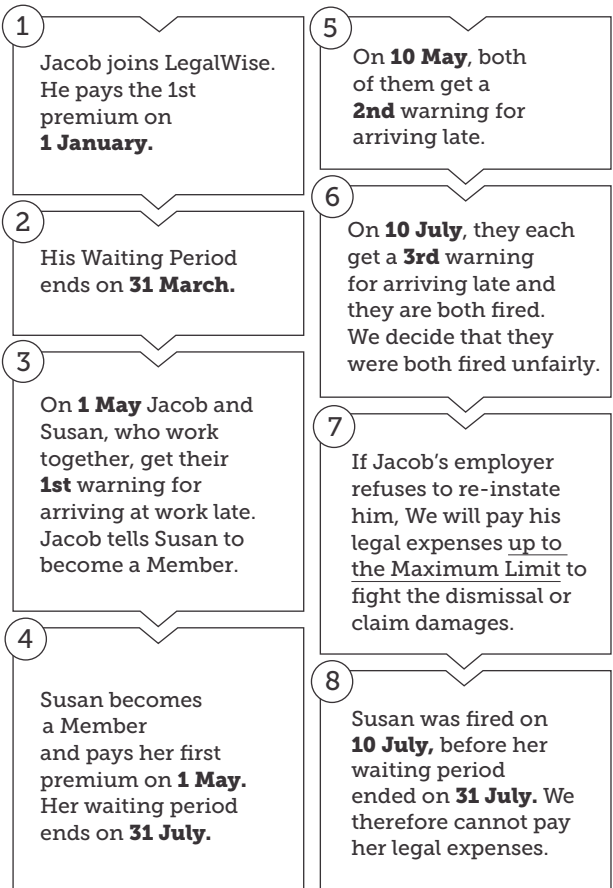 1
Jacob joins LegalWise.
He pays the 1st
premium on
1 January.
2
His Waiting Period
ends on 31 March.
3
On 1 May Jacob and
Susan, who work
together, get their
1st warning for
arriving at work late.
Jacob tells Susan to
become a Member.
4
Susan becomes
a Member
and pays her first
premium on 1 May.
Her waiting period
ends on 31 July.
5
On 10 May, both
of them get a
2nd warning for
arriving late.
6
On 10 July, they each
get a 3rd warning
for arriving late and
they are both fired.
We decide that they
were both fired unfairly.
7
If Jacob's employer
refuses to re-instate
him, We will pay his
legal expenses up to
the Maximum Limit to
fight the dismissal or
claim damages.
8
Susan was fired on
10 July, before her
waiting period
ended on 31 July. We
therefore cannot pay
her legal expenses.